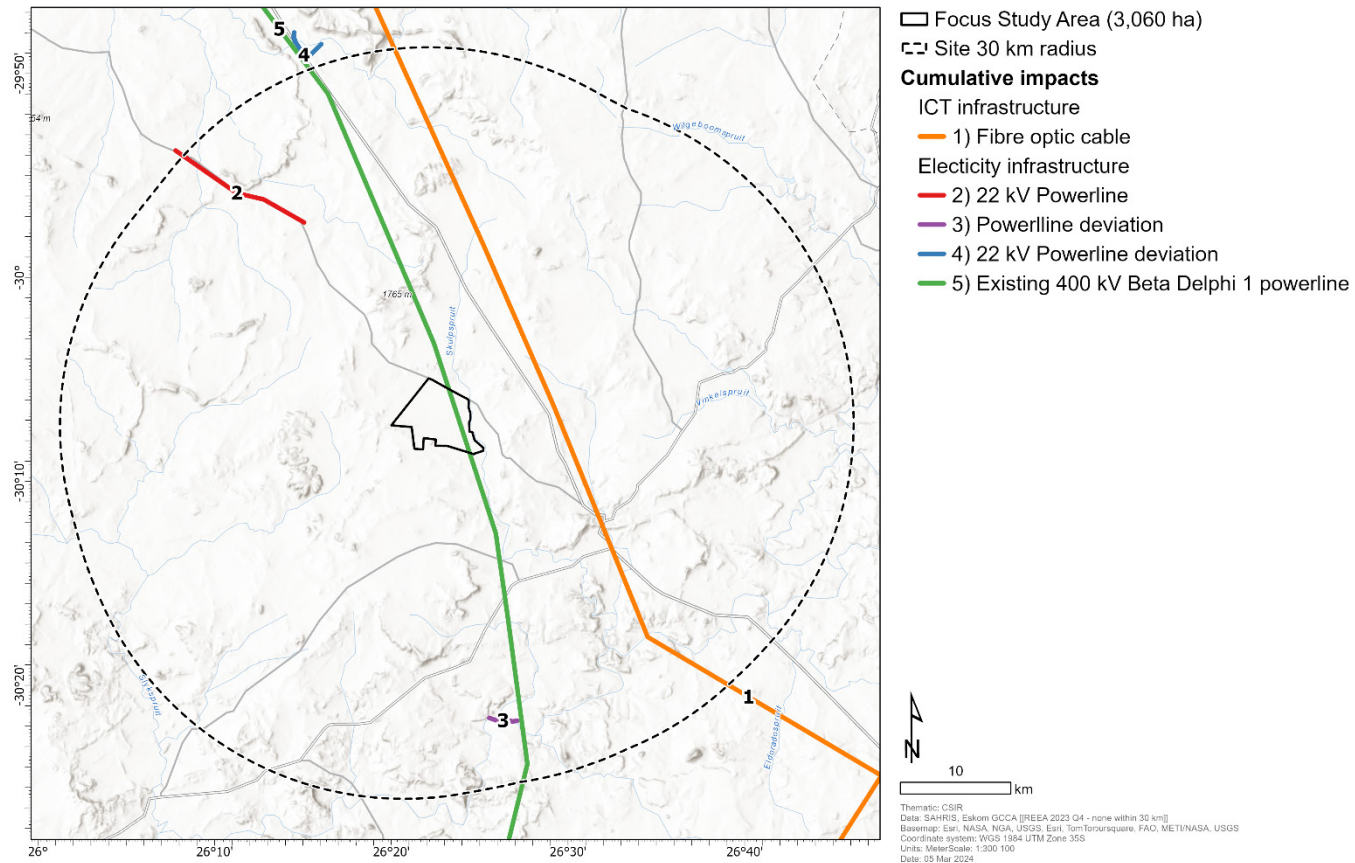 Focus Study Area (3,060 ha)
Site 30 km radius
Cumulative impacts
ICT infrastructure
1) Fibre optic cable
Electicity infrastructure
2) 22 kV Powerline
3) Powerlline deviation
4) 22 kV Powerline deviation
5) Existing 400 kV Beta Delphi 1 powerline
5
4
-29°50'
54 m
Wilgeboomspruit
2
-30°
1765 m
Skulpspruit
Vinkelspruit
-30°10'
-30°20'
Slykspruit
1
3
Eldoradospruit
N
10
km
Thematic: CSIR
Data: SAHRIS, Eskom GCCA [[REEA 2023 Q4 - none within 30 km]]
Basemap: Esri, NASA, NGA, USGS, Esri, TomTomursquare, FAO, METI/NASA, USGS
Coordinate system: WGS 1984 UTM Zone 35S
Units: MeterScale: 1:300 100
Date: 05 Mar 2024
26°
26°10'
26°20'
26°30'
26°40'